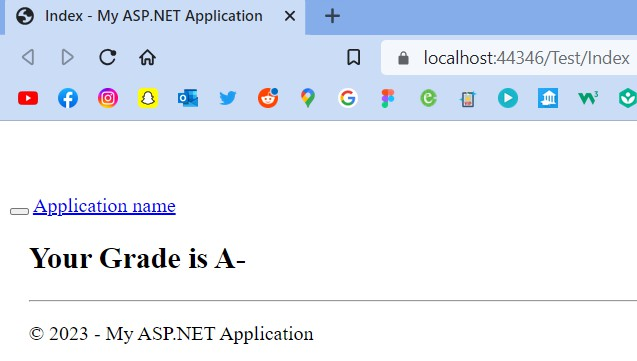 Index - My ASP.NET Application
localhost:44346/Test/Index
Application name
Your Grade is A-
© 2023 - My ASP.NET Application